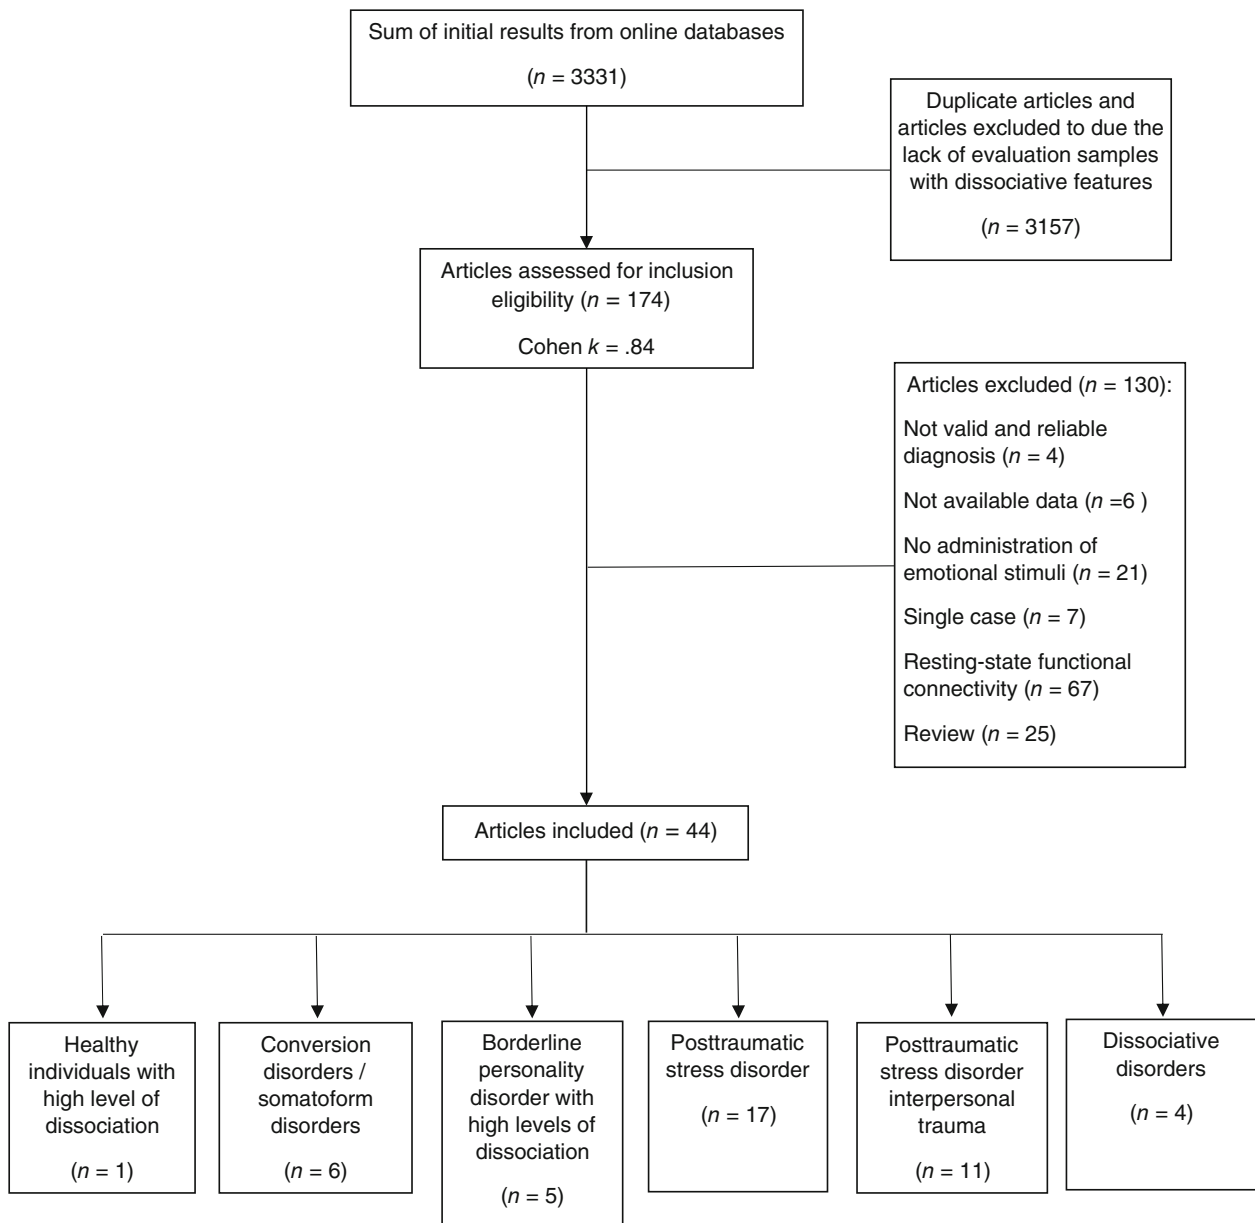 Sum of initial results from online databases
(n = 3331)
Duplicate articles and
articles excluded to due the
lack of evaluation samples
with dissociative features
(n = 3157)
Articles assessed for inclusion
eligibility (n = 174)
Cohen k = .84
Articles excluded (n = 130):
Not valid and reliable
diagnosis (n = 4)
Not available data (n =6 )
No administration of
emotional stimuli (n = 21)
Single case (n = 7)
Resting-state functional
connectivity (n = 67)
Review (n = 25)
Articles included (n = 44)
Healthy
individuals with
high level of
dissociation
(n = 1)
Conversion
disorders /
somatoform
disorders
(n = 6)
Borderline
personality
disorder with
high levels of
dissociation
(n = 5)
Posttraumatic
stress disorder
(n = 17)
Posttraumatic
stress disorder
interpersonal
trauma
(n = 11)
Dissociative
disorders
(n = 4)